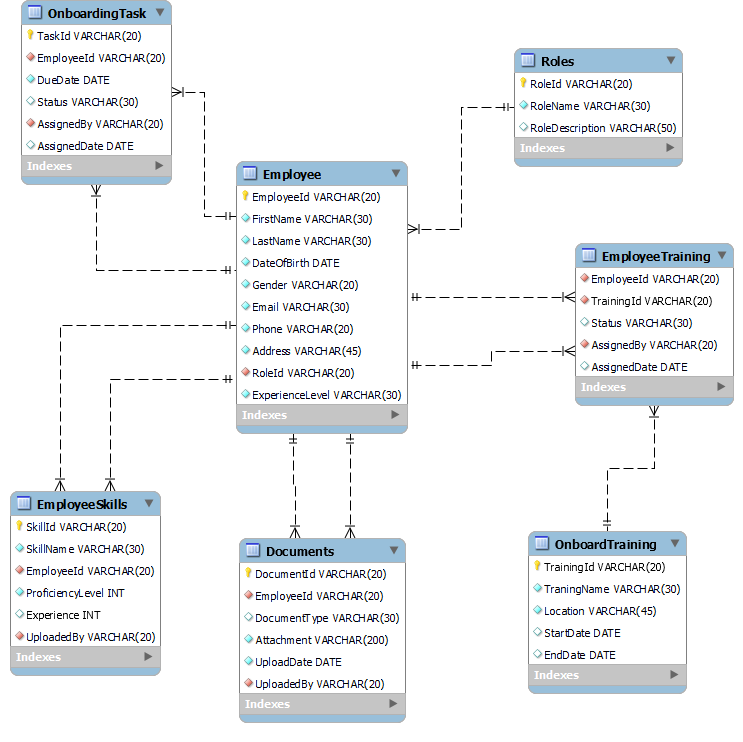 OnboardingTask
TaskId VARCHAR(20)
EmployeeId VARCHAR(20)
DueDate DATE
Status VARCHAR(30)
AssignedBy VARCHAR(20)
AssignedDate DATE
Indexes
Roles
RoleId VARCHAR(20)
RoleName VARCHAR(30)
RoleDescription VARCHAR(50)
Indexes
Employee
EmployeeId VARCHAR(20)
FirstName VARCHAR(30)
LastName VARCHAR(30)
DateOfBirth DATE
Gender VARCHAR(20)
Email VARCHAR(30)
Phone VARCHAR(20)
Address VARCHAR(45)
RoleId VARCHAR(20)
ExperienceLevel VARCHAR(30)
Indexes
EmployeeTraining
EmployeeId VARCHAR(20)
TrainingId VARCHAR(20)
Status VARCHAR(30)
AssignedBy VARCHAR(20)
AssignedDate DATE
Indexes
EmployeeSkills
SkillId VARCHAR(20)
SkillName VARCHAR(30)
EmployeeId VARCHAR(20)
ProficiencyLevel INT
Experience INT
UploadedBy VARCHAR(20)
Indexes
Documents
DocumentId VARCHAR(20)
EmployeeId VARCHAR(20)
DocumentType VARCHAR(30)
Attachment VARCHAR(200)
UploadDate DATE
UploadedBy VARCHAR(20)
Indexes
OnboardTraining
TrainingId VARCHAR(20)
TraningName VARCHAR(30)
Location VARCHAR(45)
StartDate DATE
EndDate DATE
Indexes